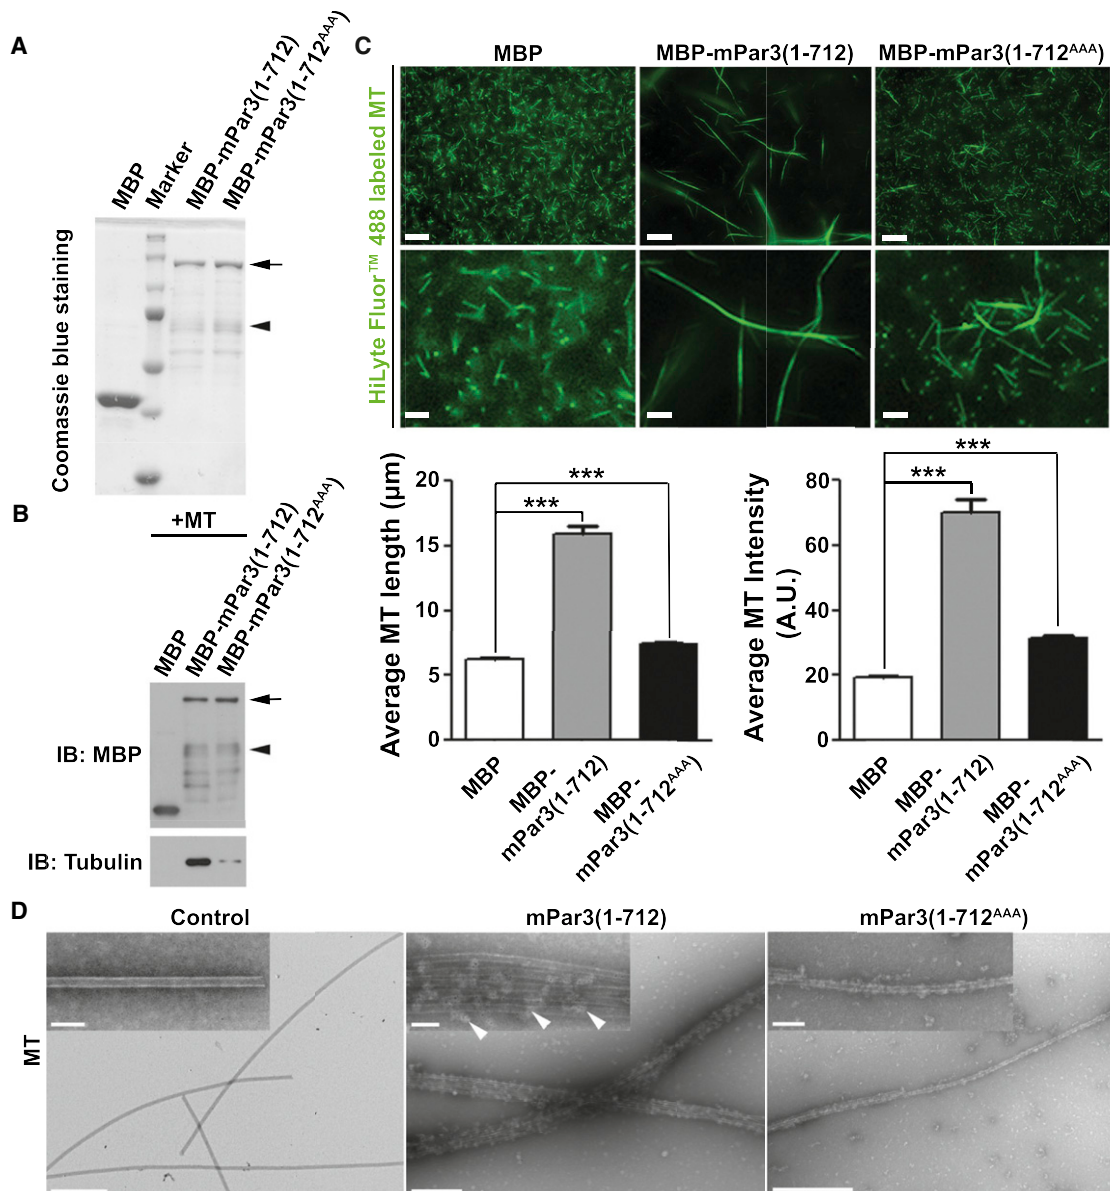 A
MBP
Marker
MBP-mPar3(1-712)
MBP-mPar3(1-712AAA)
Coomassie blue staining
B
+MT
MBP
MBP-mPar3(1-712)
MBP-mPar3(1-712AAA)
IB: MBP
IB: Tubulin
C
MBP
MBP-mPar3(1-712)
MBP-mPar3(1-712AAA)
HiLyte Fluor™ 488 labeled MT
Average MT length (μm)
20
15
10
5
0
***
***
MBP
MBP-
mPar3(1-712)
MBP-
mPar3(1-712AAA)
Average MT Intensity
(A.U.)
80
60
40
20
0
***
***
MBP
MBP-
mPar3(1-712)
MBP-
mPar3(1-712AAA)
D
Control
mPar3(1-712)
mPar3(1-712AAA)
MT